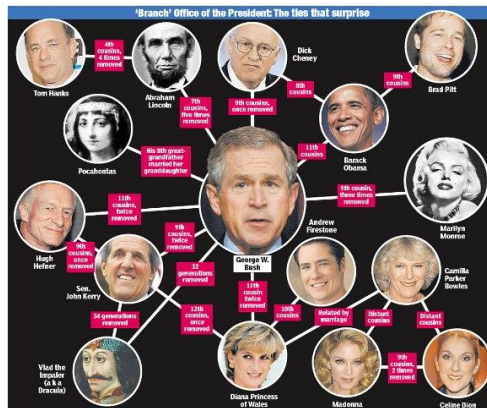 'Branch' Office of the President: The ties that surprise
4th
cousins,
4 times
removed
Tom Hanks
Abraham
Lincoln
Dick
Cheney
8th
cousins
9th
cousins
Brad Pitt
7th
cousins,
five times
removed
9th cousins,
once removed
Barack
Obama
Pocahontas
His 8th great-
grandfather
married her
granddaughter
11th
cousins
9th cousin,
three times
removed
Marilyn
Monroe
11th
cousins,
twice
removed
Hugh
Hefner
9th
cousins,
once
removed
9th
cousins,
twice
removed
George W.
Bush
Andrew
Firestone
Camilla
Parker
Bowles
Sen.
John Kerry
32
generations
removed
11th
cousin
twice
removed
34 generations
removed
12th
cousins,
once
removed
10th
cousins
Related by
marriage
Distant
cousins
Distant
cousins
Vlad the
Impaler
(a k a
Dracula)
Diana Princess
of Wales
Madonna
9th
cousins,
2 times
removed
Celine Dion